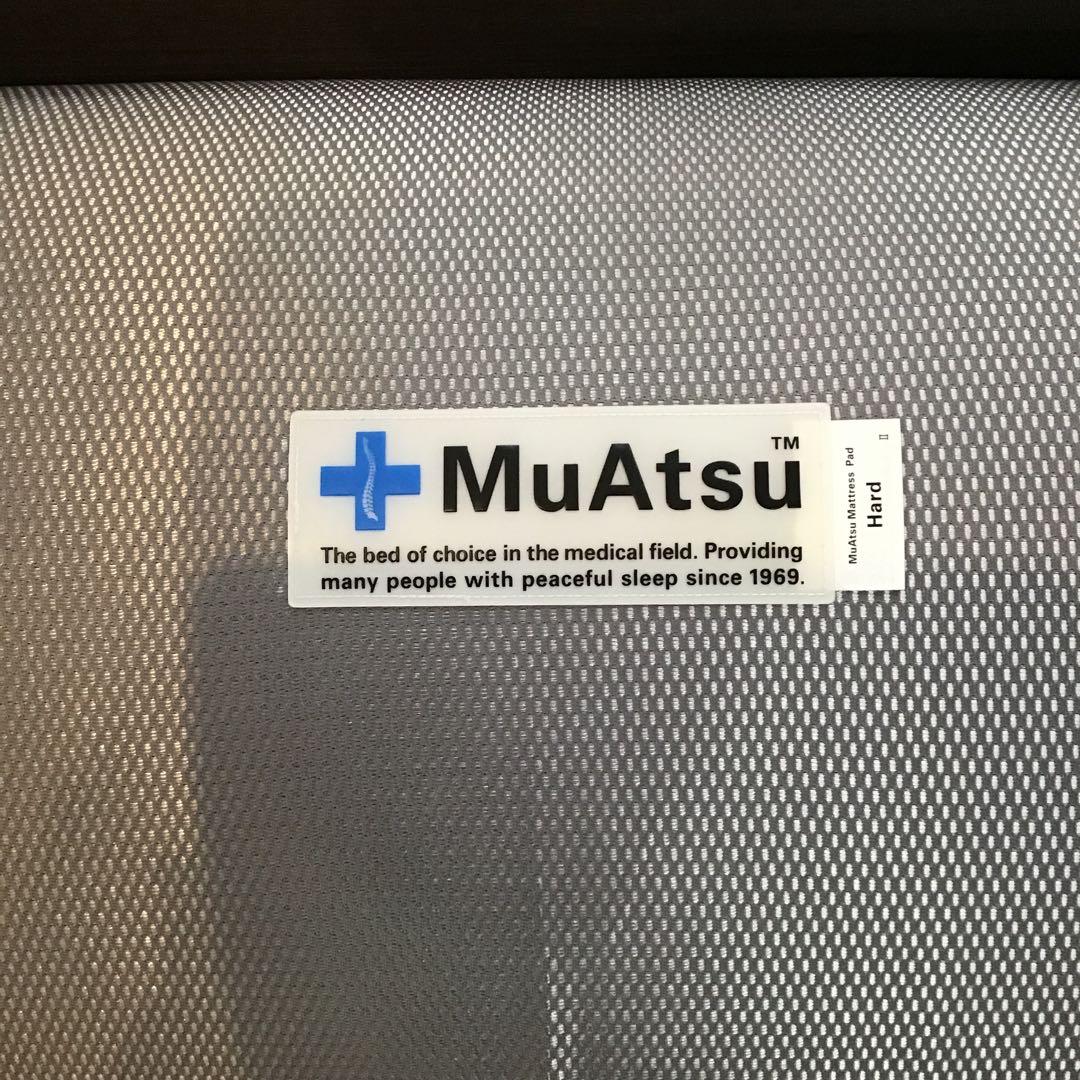 MuAtsu™
The bed of choice in the medical field. Providing
many people with peaceful sleep since 1969.
MuAtsu Mattress Pad
Hard
II